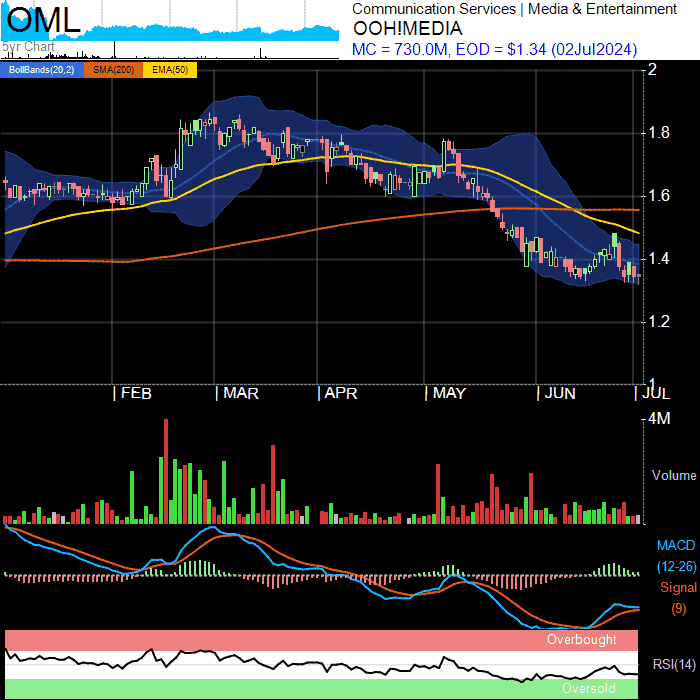 OML
5yr Chart
Communication Services | Media & Entertainment
OOH!MEDIA
MC = 730.0M, EOD = $1.34 (02Jul2024)
BollBands(20,2) SMA(200) EMA(50)
2
1.8
1.6
1.4
1.2
1
FEB MAR APR MAY JUN JUL
4M
Volume
MACD
(12-26)
Signal
(9)
Overbought
RSI(14)
Oversold